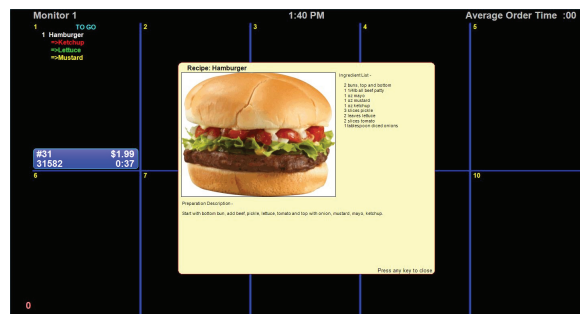 Monitor 1 1:40 PM Average Order Time :00
1 TO GO 2 3 4 5
1 Hamburger
=>Ketchup
=>Lettuce
=>Mustard
#31 $1.99
31582 0:37
6 7 10
Recipe: Hamburger
Ingredient List -
2 buns, top and bottom
1 1/4lb all beef patty
1 oz mayo
1 oz mustard
1 oz ketchup
3 slices pickle
2 leaves lettuce
2 slices tomato
1 tablespoon diced onions
Preparation Description -
Start with bottom bun, add beef, pickle, lettuce, tomato and top with onion, mustard, mayo, ketchup.
Press any key to close
0